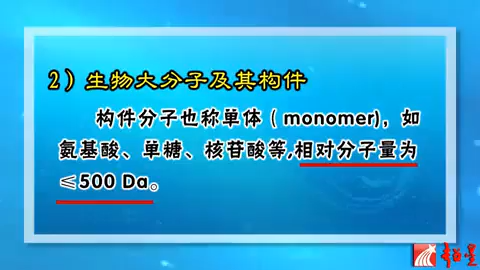 2）生物大分子及其构件
构件分子也称单体（monomer)，如
氨基酸、单糖、核苷酸等,相对分子量为
≤500 Da。